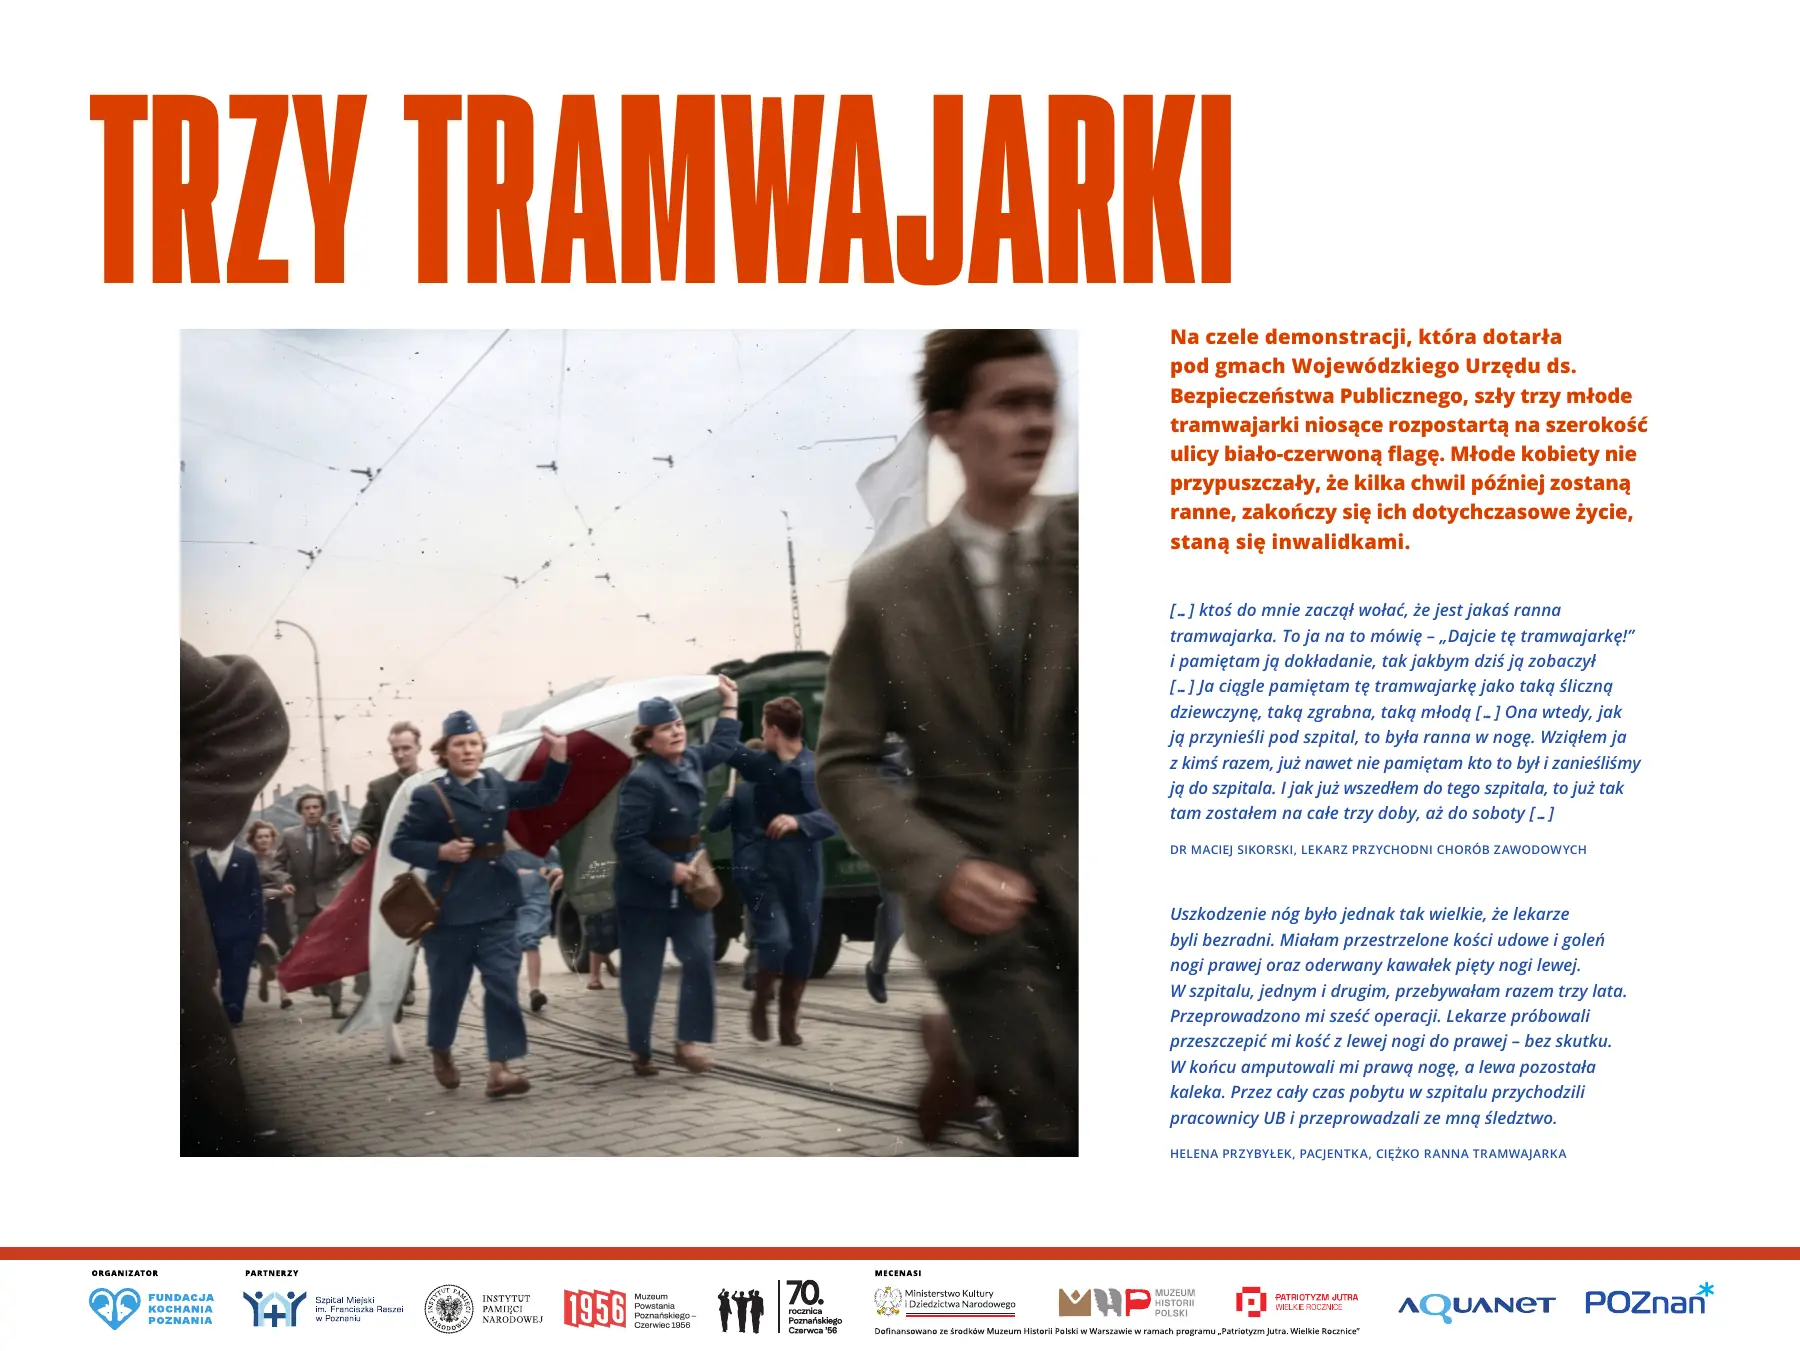 TRZY TRAMWAJARKI
Na czele demonstracji, która dotarła
pod gmach Wojewódzkiego Urzędu ds.
Bezpieczeństwa Publicznego, szły trzy młode
tramwajarki niosące rozpostartą na szerokość
ulicy biało-czerwoną flagę. Młode kobiety nie
przypuszczały, że kilka chwil później zostaną
ranne, zakończy się ich dotychczasowe życie,
staną się inwalidkami.
[...] ktoś do mnie zaczął wołać, że jest jakaś ranna
tramwajarka. To ja na to mówię – „Dajcie tę tramwajarkę!”
i pamiętam ją dokładanie, tak jakbym dziś ją zobaczył
[...] Ja ciągle pamiętam tę tramwajarkę jako taką śliczną
dziewczynę, taką zgrabna, taką młodą [...] Ona wtedy, jak
ją przynieśli pod szpital, to była ranna w nogę. Wziąłem ja
z kimś razem, już nawet nie pamiętam kto to był i zanieśliśmy
ją do szpitala. I jak już wszedłem do tego szpitala, to już tak
tam zostałem na całe trzy doby, aż do soboty [...]
DR MACIEJ SIKORSKI, LEKARZ PRZYCHODNI CHORÓB ZAWODOWYCH
Uszkodzenie nóg było jednak tak wielkie, że lekarze
byli bezradni. Miałam przestrzelone kości udowe i goleń
nogi prawej oraz oderwany kawałek pięty nogi lewej.
W szpitalu, jednym i drugim, przebywałam razem trzy lata.
Przeprowadzono mi sześć operacji. Lekarze próbowali
przeszczepić mi kość z lewej nogi do prawej – bez skutku.
W końcu amputowali mi prawą nogę, a lewa pozostała
kaleka. Przez cały czas pobytu w szpitalu przychodzili
pracownicy UB i przeprowadzali ze mną śledztwo.
HELENA PRZYBYŁEK, PACJENTKA, CIĘŻKO RANNA TRAMWAJARKA
ORGANIZATOR
FUNDACJA
KOCHANIA
POZNANIA
PARTNERZY
Szpital Miejski
im. Franciszka Raszei
w Poznaniu
INSTYTUT PAMIĘCI NARODOWEJ
INSTYTUT
PAMIĘCI
NARODOWEJ
1956
Muzeum
Powstania
Poznańskiego –
Czerwiec 1956
70.
rocznica
Poznańskiego
Czerwca '56
MECENASI
Ministerstwo Kultury
i Dziedzictwa Narodowego
MHP
MUZEUM
HISTORII
POLSKI
PATRIOTYZM JUTRA
WIELKIE ROCZNICE
AQUANET
POZnan*
Dofinansowano ze środków Muzeum Historii Polski w Warszawie w ramach programu „Patriotyzm Jutra. Wielkie Rocznice”